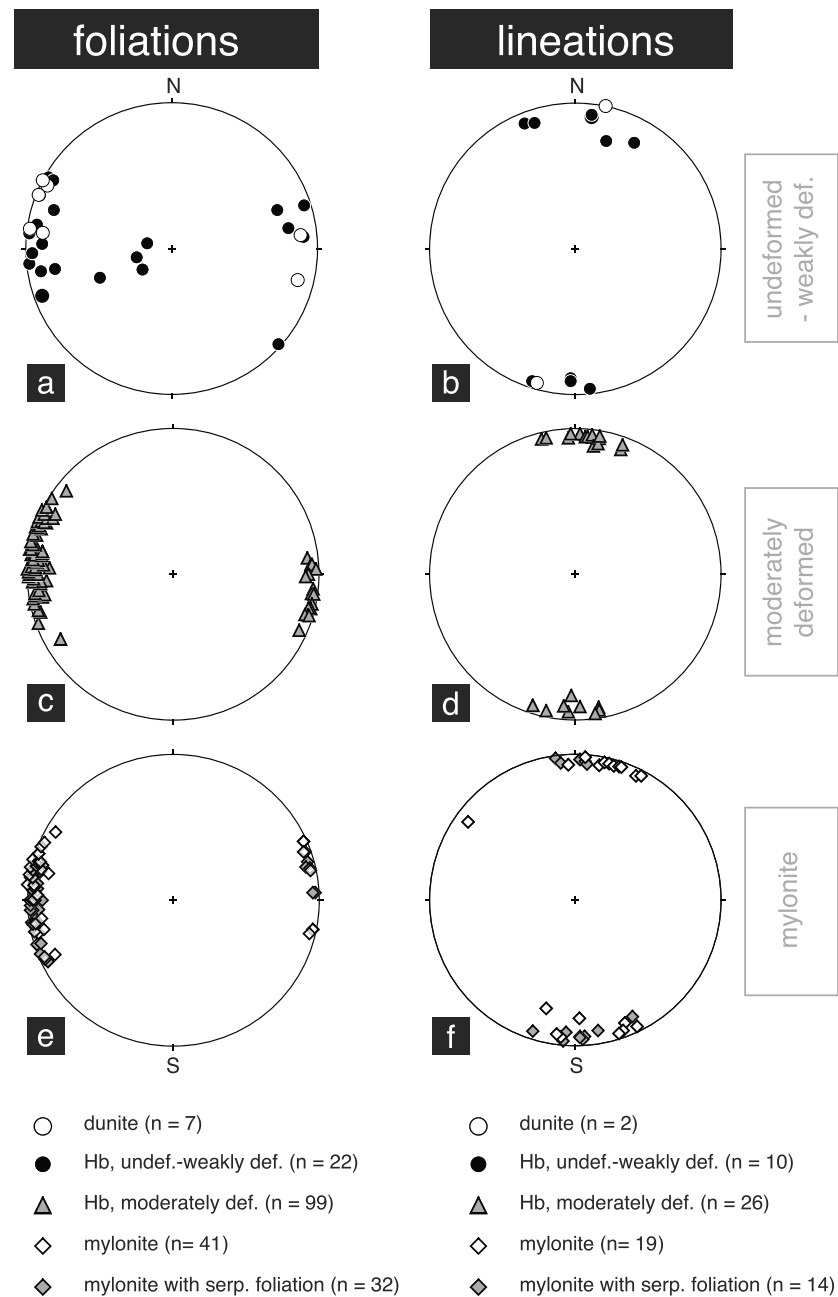 foliations
lineations
N
N
undeformed
- weakly def.
a
b
moderately
deformed
c
d
mylonite
e
f
S
S
dunite (n = 7)
Hb, undef.-weakly def. (n = 22)
Hb, moderately def. (n = 99)
mylonite (n= 41)
mylonite with serp. foliation (n = 32)
dunite (n = 2)
Hb, undef.-weakly def. (n = 10)
Hb, moderately def. (n = 26)
mylonite (n= 19)
mylonite with serp. foliation (n = 14)